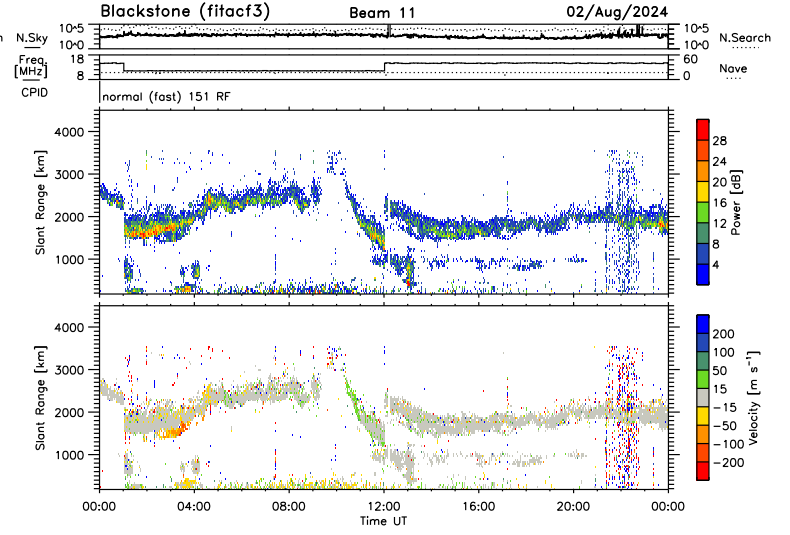 Blackstone (fitacf3) Beam 11 02/Aug/2024
n N.Sky 10^5 10^0 10^5 10^0 N.Search
Freq. [MHz] 18 8 60 0 Nave
CPID normal (fast) 151 RF
Slant Range [km] 4000 3000 2000 1000
Power [dB] 28 24 20 16 12 8 4
Slant Range [km] 4000 3000 2000 1000
Velocity [m s⁻¹] 200 100 50 15 −15 −50 −100 −200
00:00 04:00 08:00 12:00 16:00 20:00 00:00
Time UT